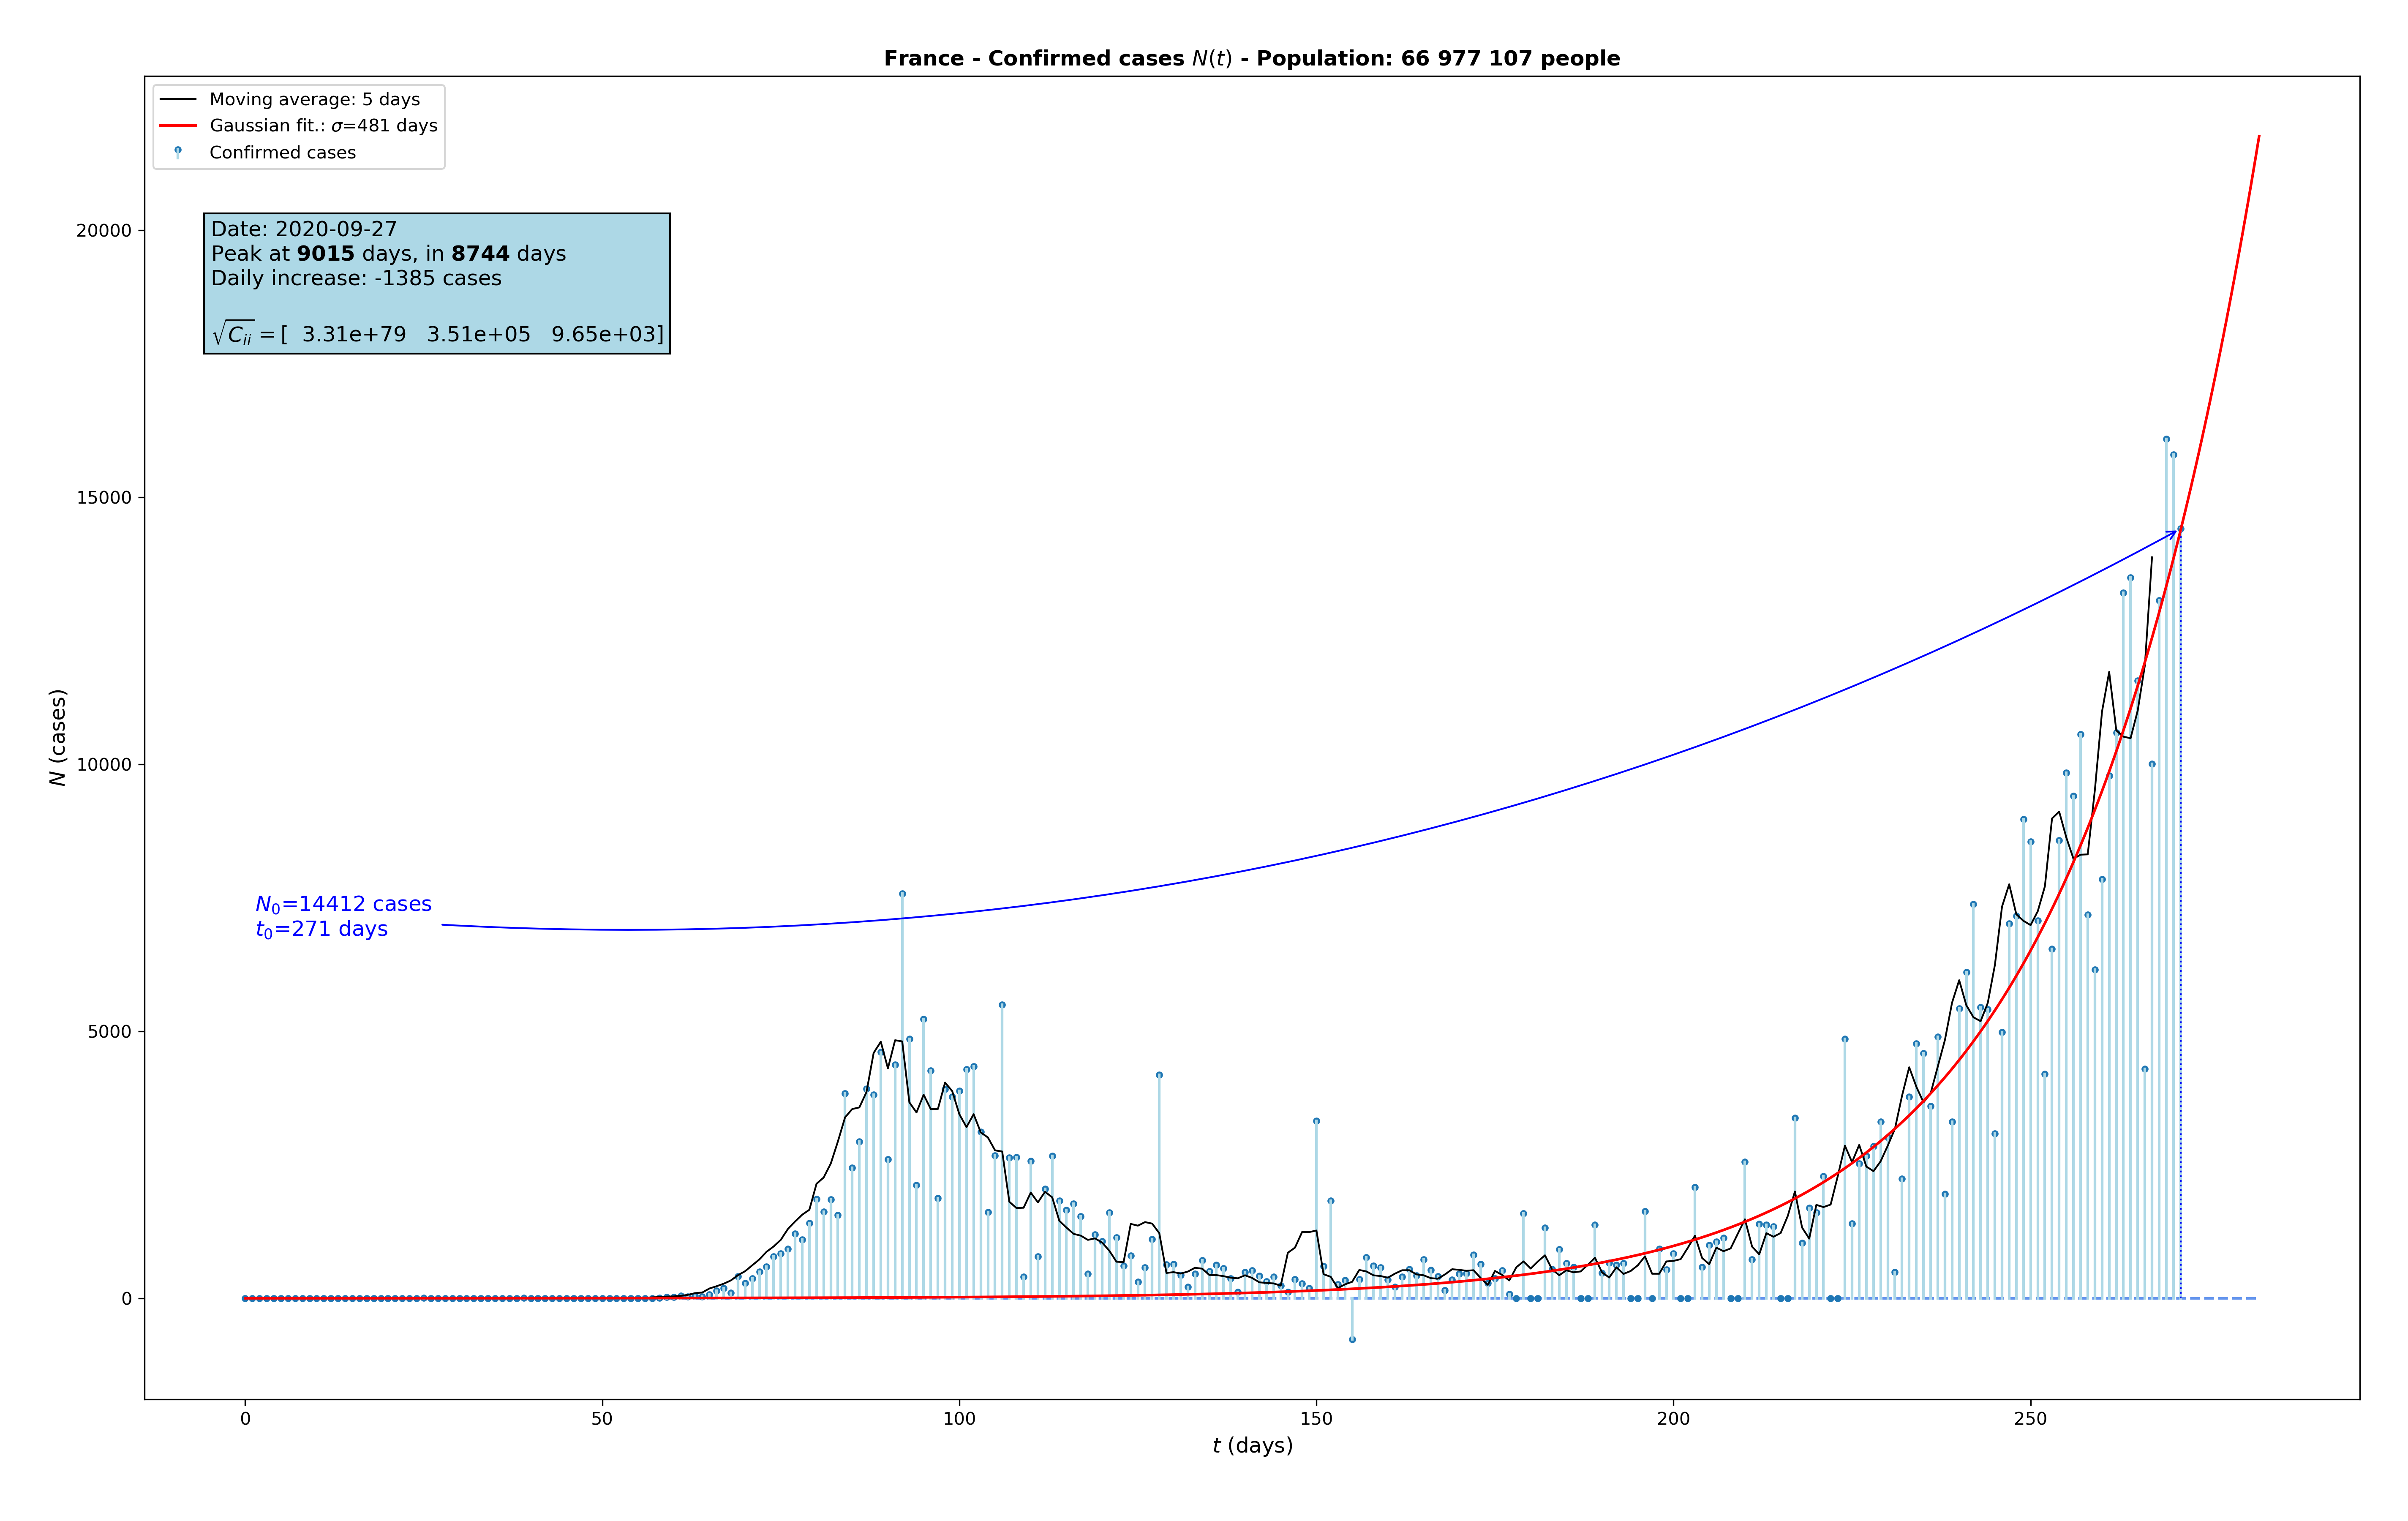 France - Confirmed cases N(t) - Population: 66 977 107 people
Moving average: 5 days
Gaussian fit.: σ=481 days
Confirmed cases
Date: 2020-09-27
Peak at 9015 days, in 8744 days
Daily increase: -1385 cases
√C_ii = [ 3.31e+79 3.51e+05 9.65e+03]
N_0=14412 cases
t_0=271 days
N (cases)
20000
15000
10000
5000
0
0 50 100 150 200 250
t (days)